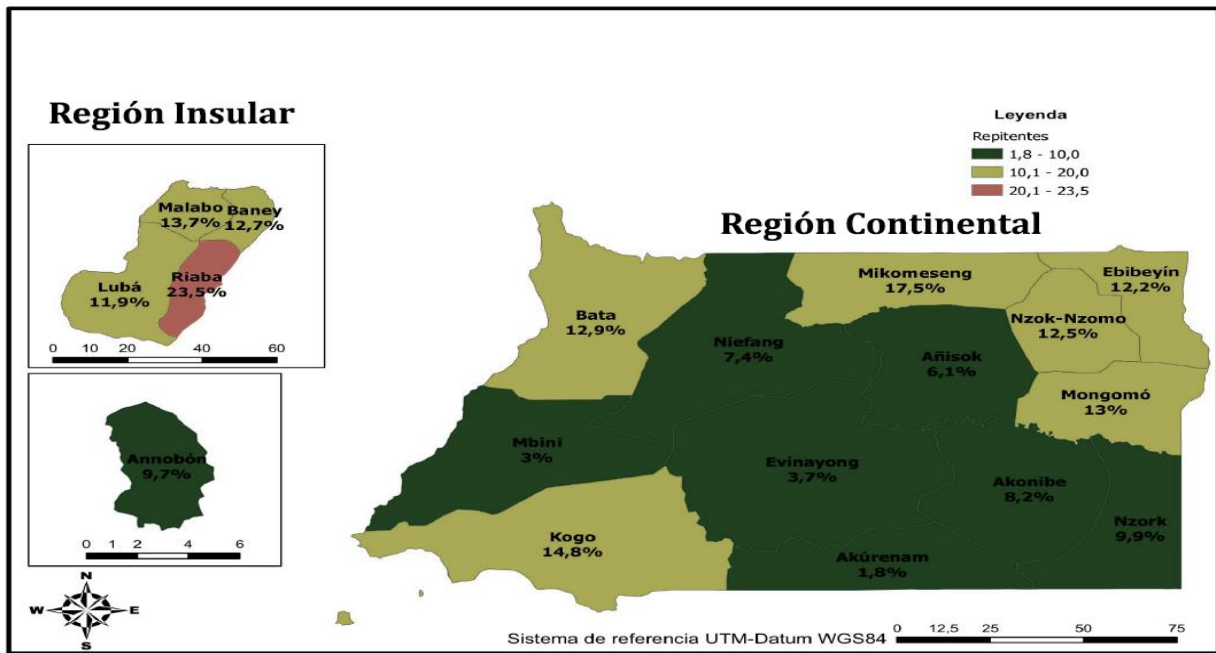 Región Insular
Malabo
13,7%
Baney
12,7%
Lubá
11,9%
Riaba
23,5%
0 20 40 60
Annobón
9,7%
0 1 2 4 6
N
W E
S
Leyenda
Repitentes
1,8 - 10,0
10,1 - 20,0
20,1 - 23,5
Región Continental
Bata
12,9%
Niefang
7,4%
Mikomeseng
17,5%
Ebibeyín
12,2%
Nzok-Nzomo
12,5%
Añisok
6,1%
Mongomó
13%
Mbini
3%
Evinayong
3,7%
Akonibe
8,2%
Nzork
9,9%
Kogo
14,8%
Akúrenam
1,8%
Sistema de referencia UTM-Datum WGS84
0 12,5 25 50 75